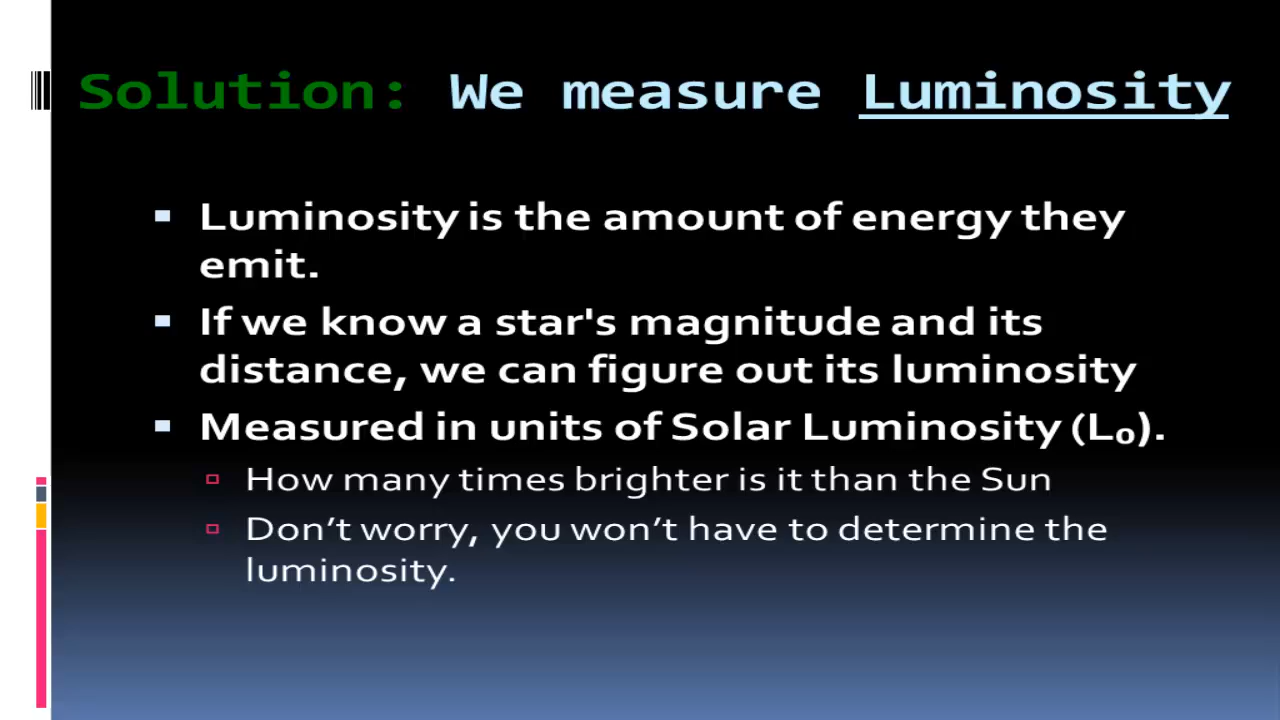 Solution: We measure Luminosity
Luminosity is the amount of energy they
emit.
If we know a star's magnitude and its
distance, we can figure out its luminosity
Measured in units of Solar Luminosity (L₀).
How many times brighter is it than the Sun
Don’t worry, you won’t have to determine the
luminosity.